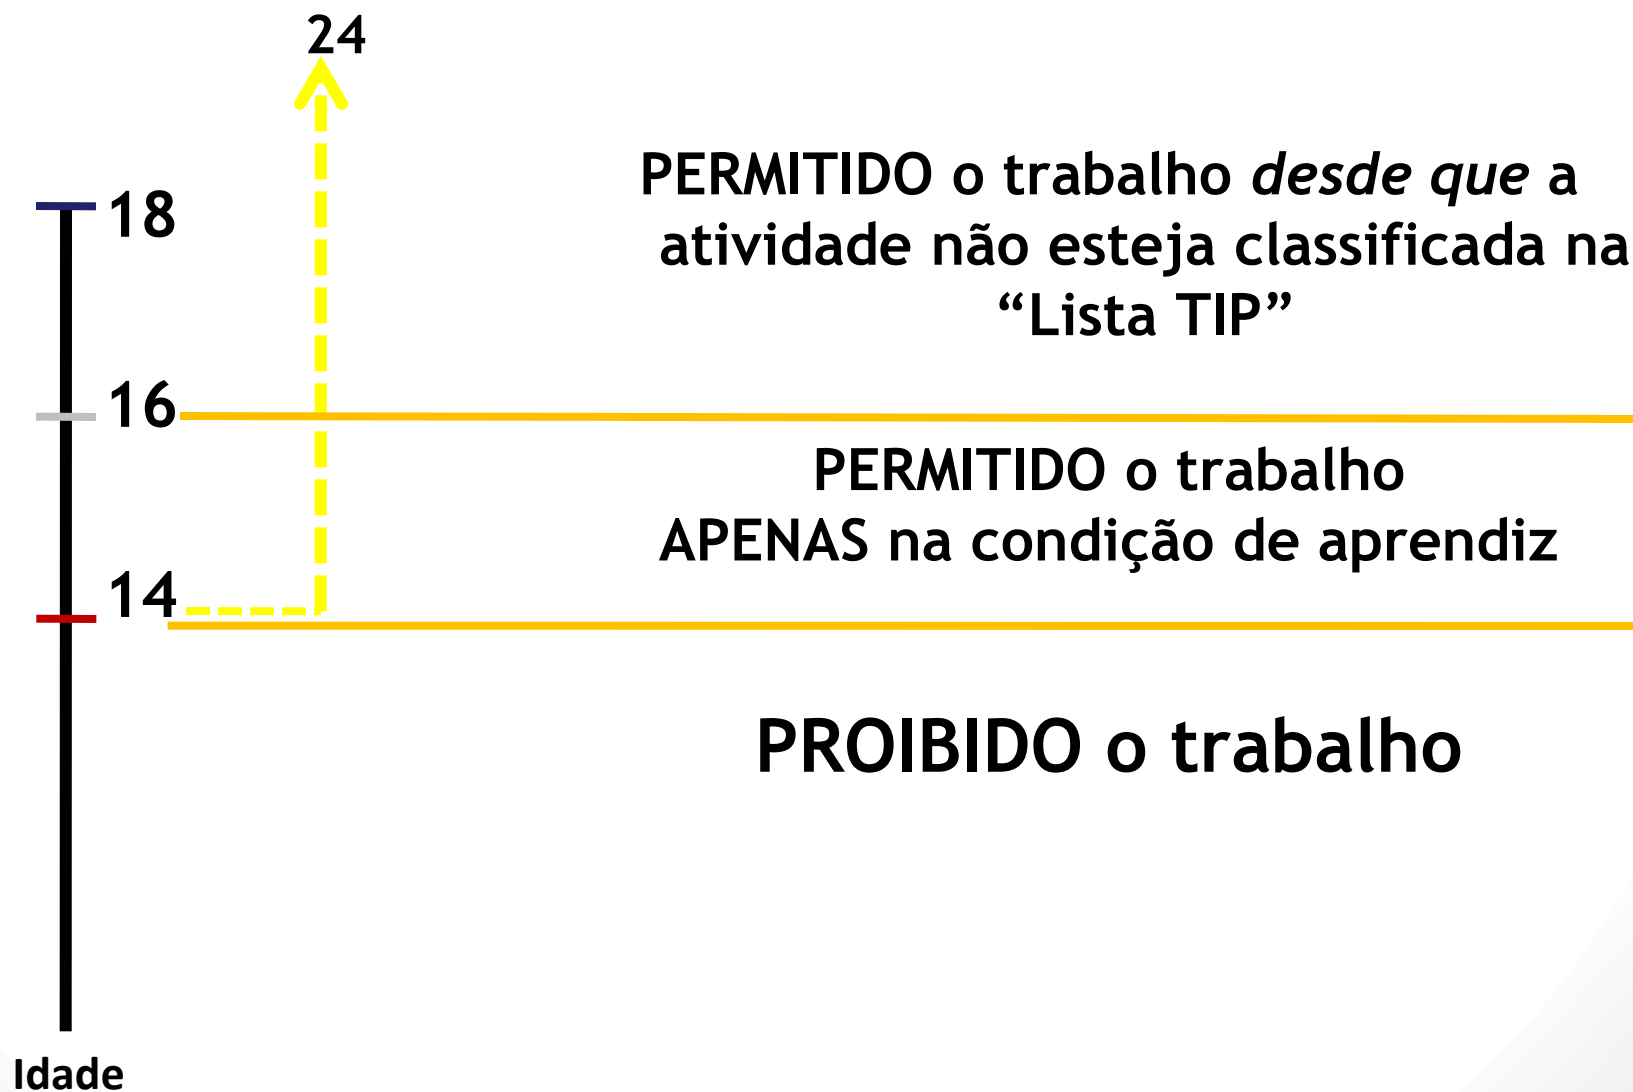 24
18
PERMITIDO o trabalho desde que a
atividade não esteja classificada na
“Lista TIP”
16
PERMITIDO o trabalho
APENAS na condição de aprendiz
14
PROIBIDO o trabalho
Idade